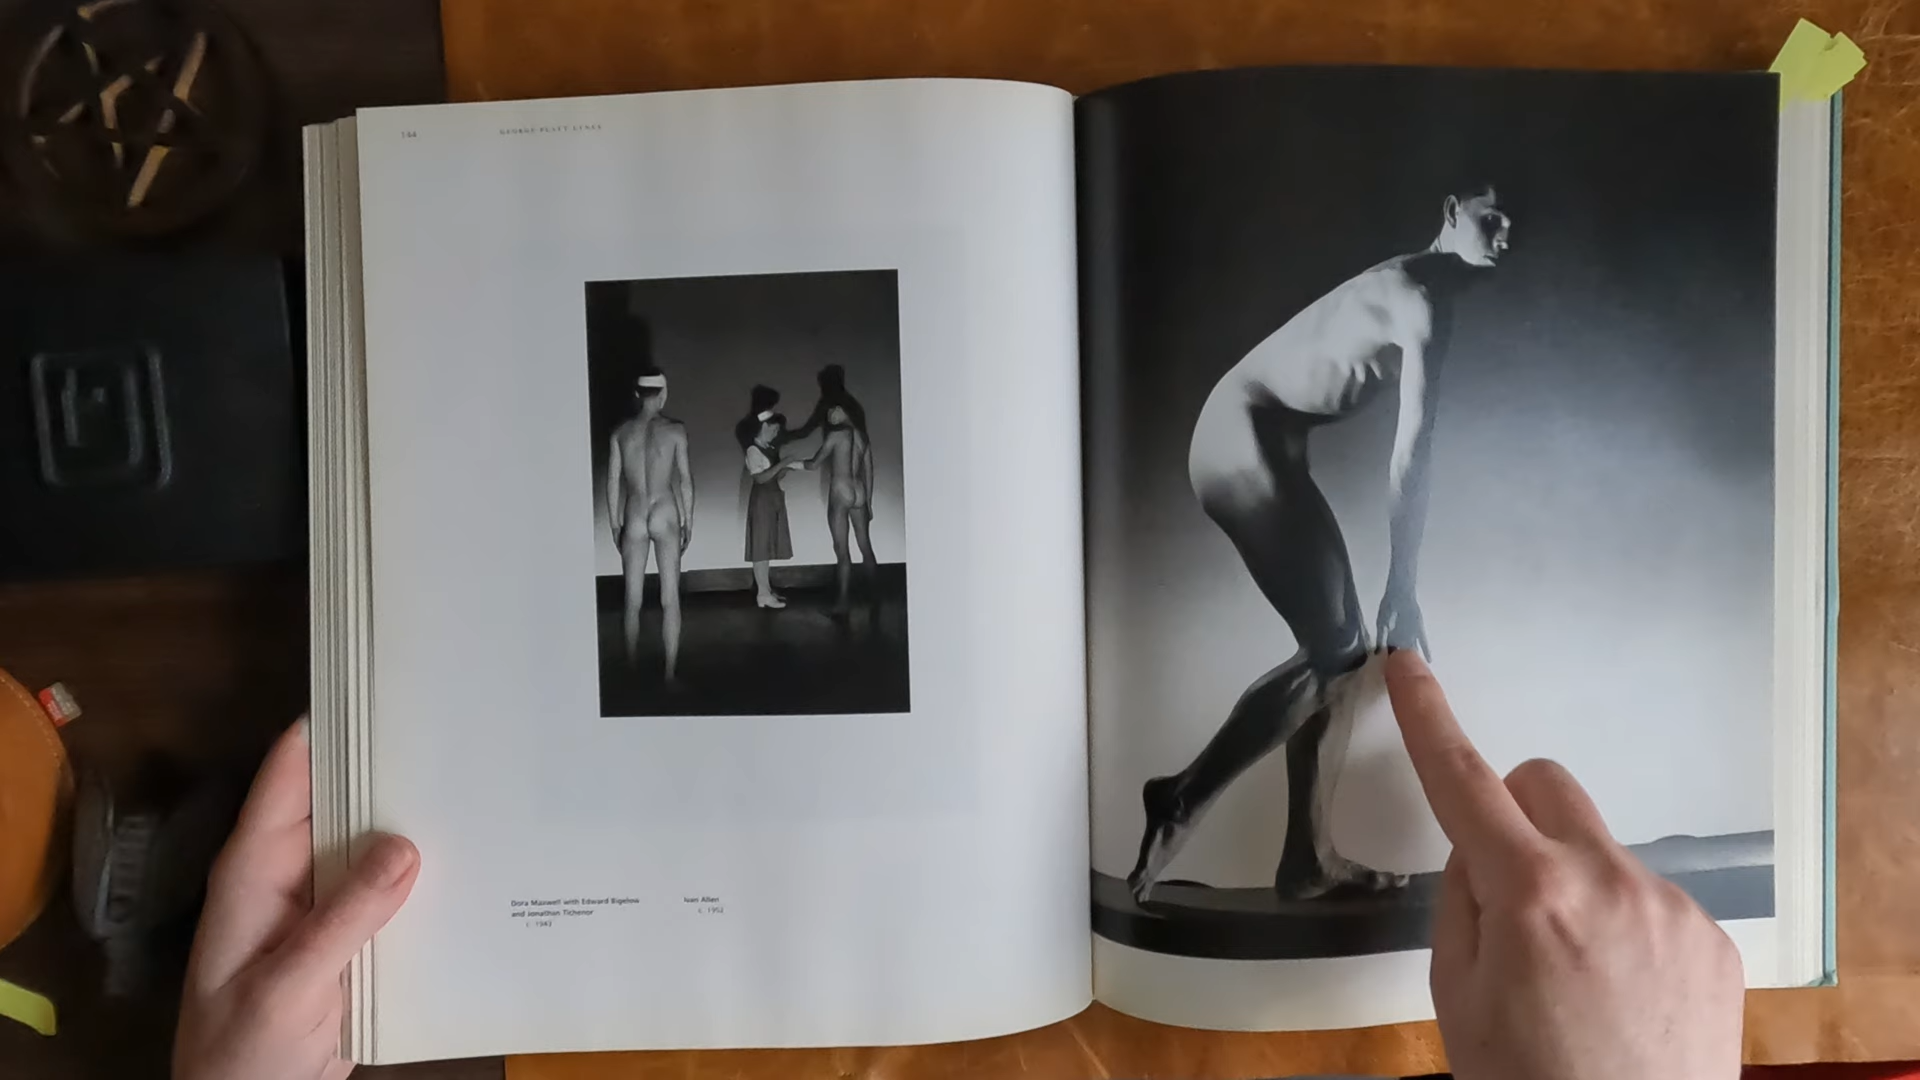 144
GEORGE PLATT LYNES
Dora Maxwell with Edward Bigelow
and Jonathan Tichenor
c. 1943
Ivan Allen
c. 1952